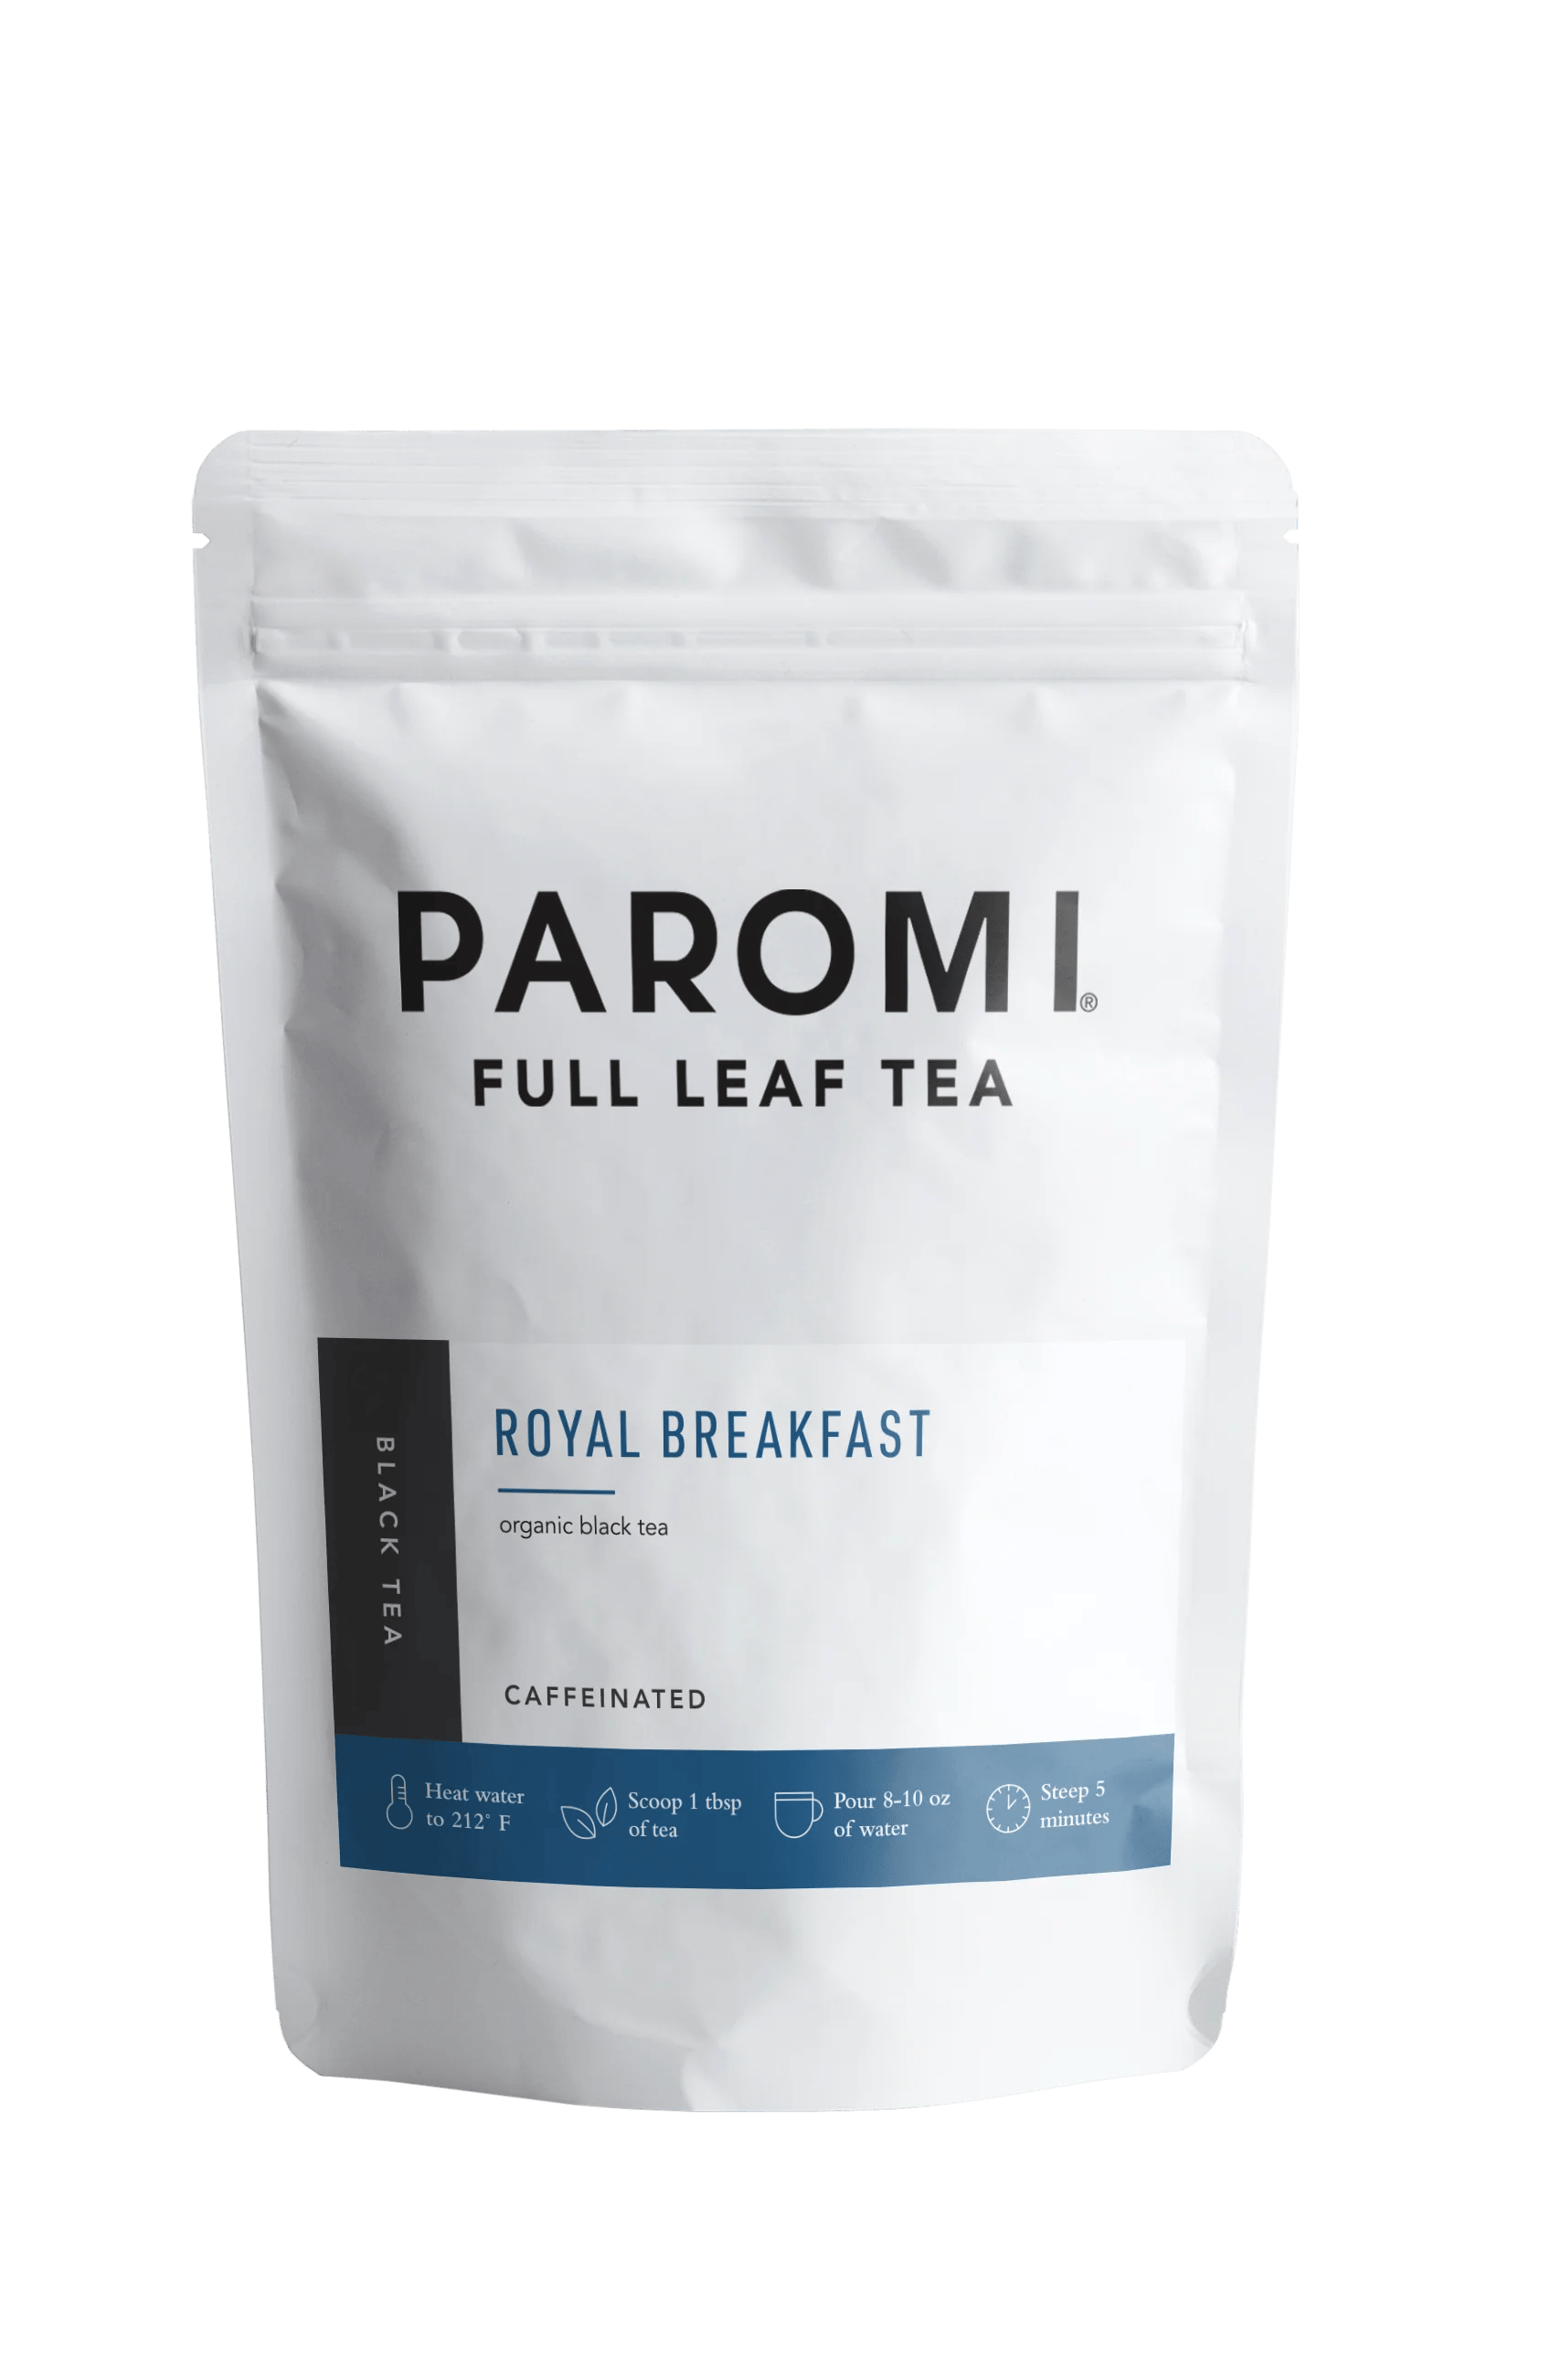 PAROMI®
FULL LEAF TEA
BLACK TEA
ROYAL BREAKFAST
organic black tea
CAFFEINATED
Heat water
to 212° F
Scoop 1 tbsp
of tea
Pour 8-10 oz
of water
Steep 5
minutes